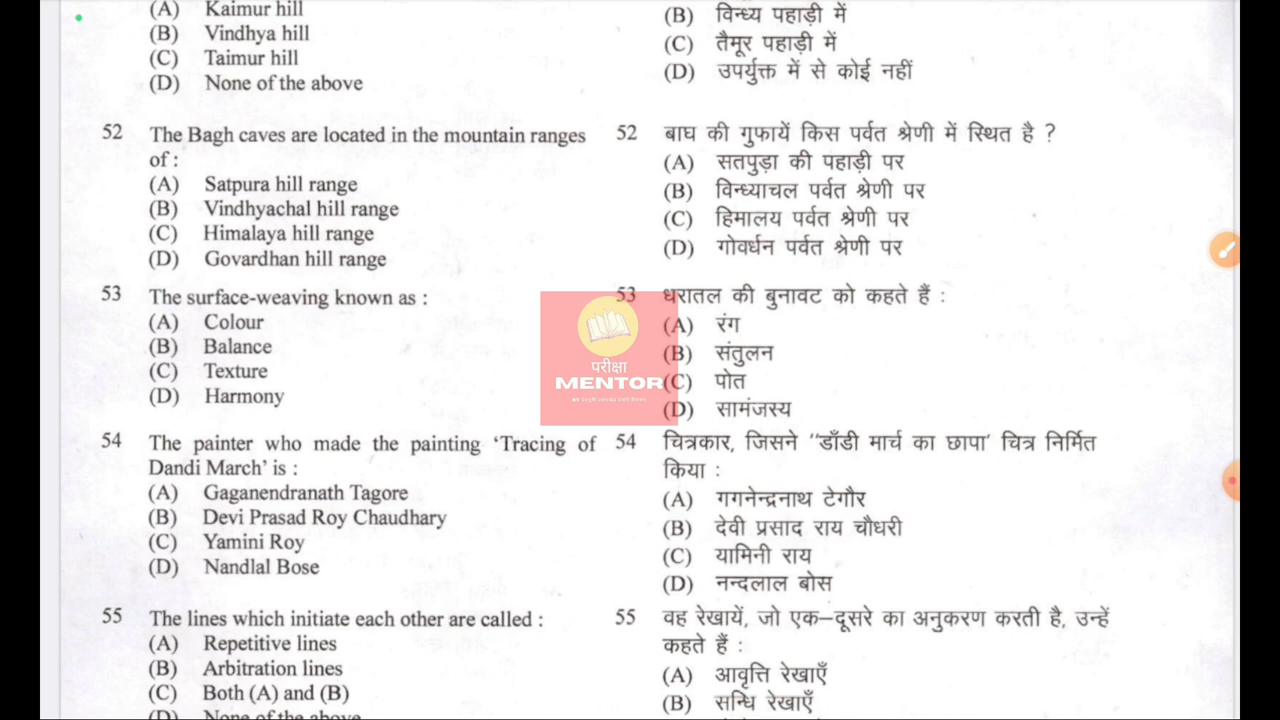 (A) Kaimur hill
(B) Vindhya hill
(C) Taimur hill
(D) None of the above
52 The Bagh caves are located in the mountain ranges
of :
(A) Satpura hill range
(B) Vindhyachal hill range
(C) Himalaya hill range
(D) Govardhan hill range
53 The surface-weaving known as :
(A) Colour
(B) Balance
(C) Texture
(D) Harmony
54 The painter who made the painting ‘Tracing of
Dandi March’ is :
(A) Gaganendranath Tagore
(B) Devi Prasad Roy Chaudhary
(C) Yamini Roy
(D) Nandlal Bose
55 The lines which initiate each other are called :
(A) Repetitive lines
(B) Arbitration lines
(C) Both (A) and (B)
(D) None of the above
(B) विन्ध्य पहाड़ी में
(C) तैमूर पहाड़ी में
(D) उपर्युक्त में से कोई नहीं
52 बाघ की गुफायें किस पर्वत श्रेणी में स्थित है ?
(A) सतपुड़ा की पहाड़ी पर
(B) विन्ध्याचल पर्वत श्रेणी पर
(C) हिमालय पर्वत श्रेणी पर
(D) गोवर्धन पर्वत श्रेणी पर
53 धरातल की बुनावट को कहते हैं :
(A) रंग
(B) संतुलन
(C) पोत
(D) सामंजस्य
54 चित्रकार, जिसने ''डाँडी मार्च का छापा' चित्र निर्मित
किया :
(A) गगनेन्द्रनाथ टेगौर
(B) देवी प्रसाद राय चौधरी
(C) यामिनी राय
(D) नन्दलाल बोस
55 वह रेखायें, जो एक–दूसरे का अनुकरण करती है, उन्हें
कहते हैं :
(A) आवृत्ति रेखाएँ
(B) सन्धि रेखाएँ
परीक्षा
MENTOR